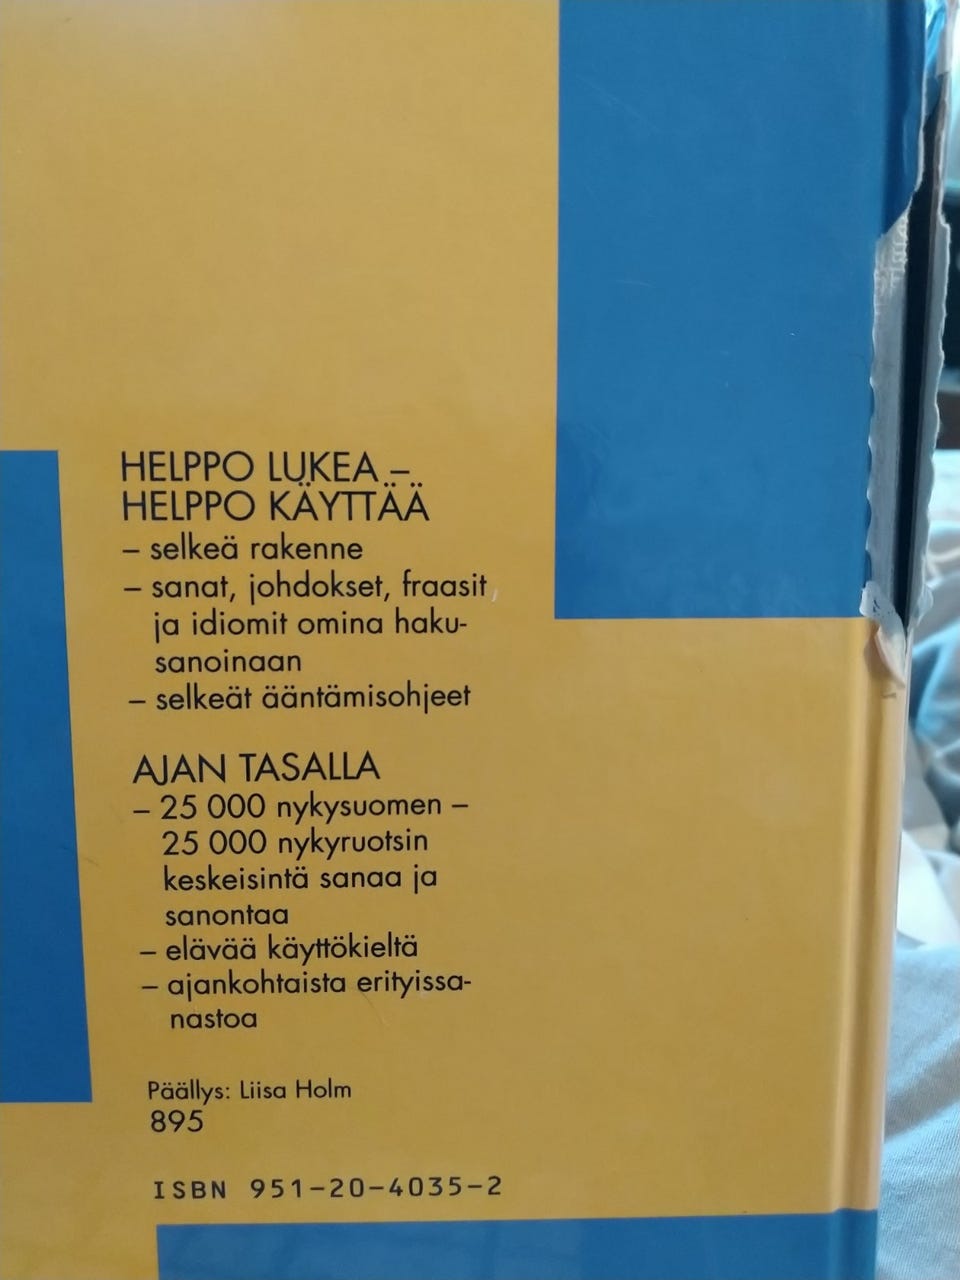 HELPPO LUKEA –
HELPPO KÄYTTÄÄ
– selkeä rakenne
– sanat, johdokset, fraasit,
ja idiomit omina haku-
sanoinaan
– selkeät ääntämisohjeet
AJAN TASALLA
– 25 000 nykysuomen –
25 000 nykyruotsin
keskeisintä sanaa ja
sanontaa
– elävää käyttökieltä
– ajankohtaista erityissa-
nastoa
Päällys: Liisa Holm
895
ISBN 951-20-4035-2